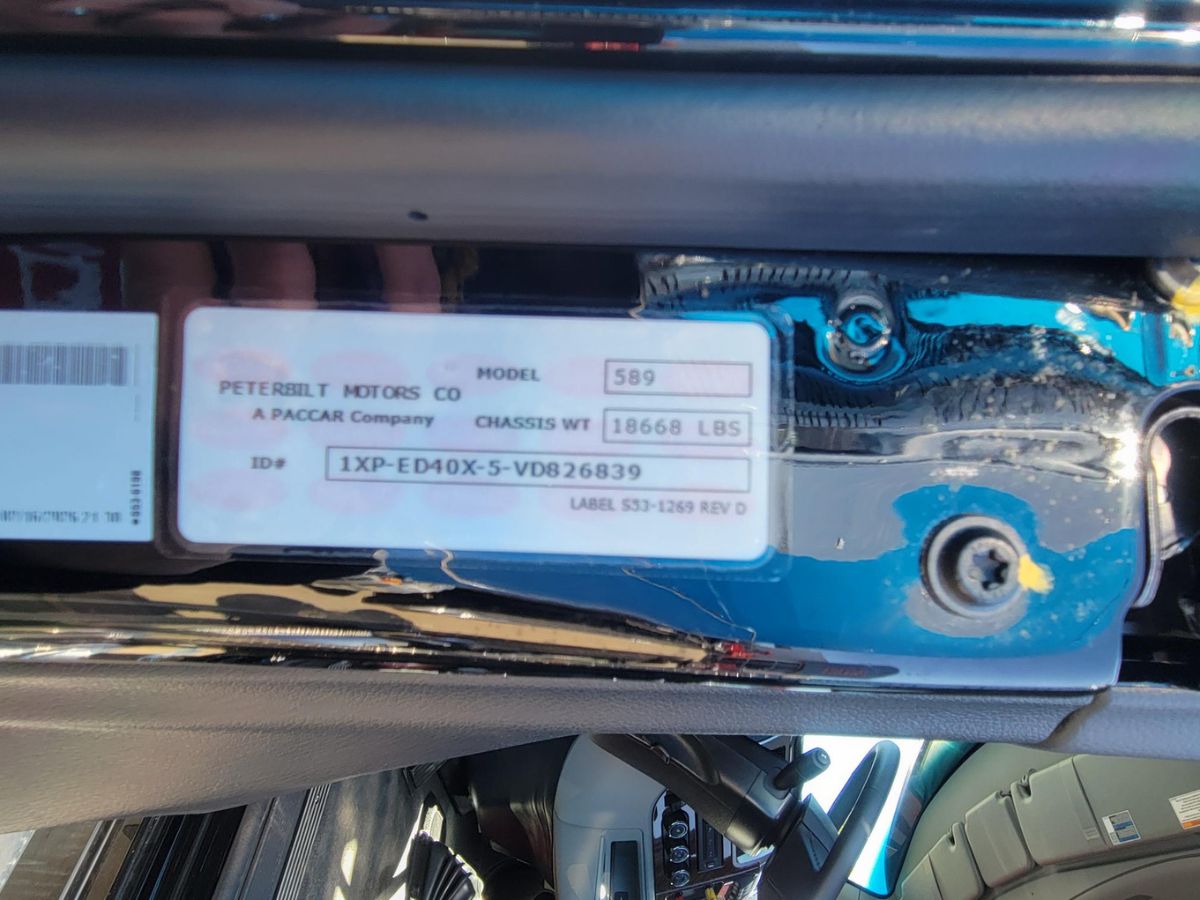 PETERBILT MOTORS CO
A PACCAR Company
MODEL 589
CHASSIS WT 18668 LBS
ID# 1XP-ED40X-5-VD826839
LABEL S53-1269 REV D